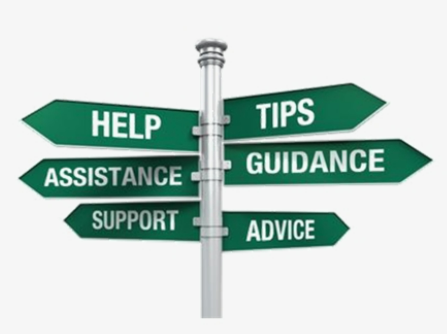 HELP
TIPS
ASSISTANCE
GUIDANCE
SUPPORT
ADVICE